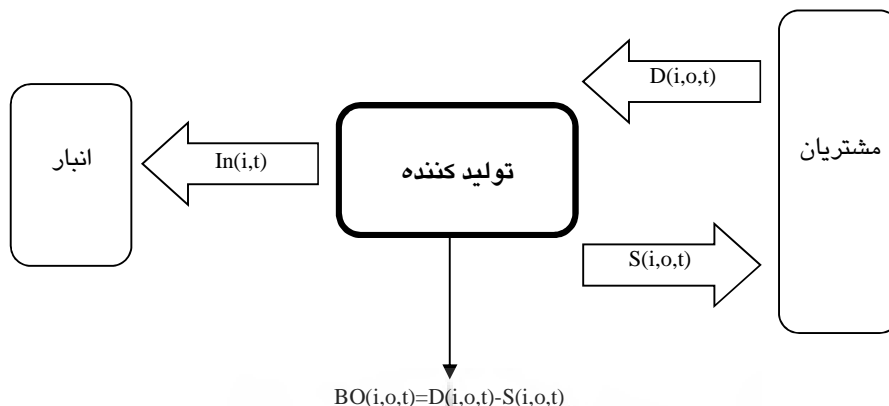 D(i,o,t)
مشتریان
انبار
In(i,t)
تولید کننده
S(i,o,t)
BO(i,o,t)=D(i,o,t)-S(i,o,t)